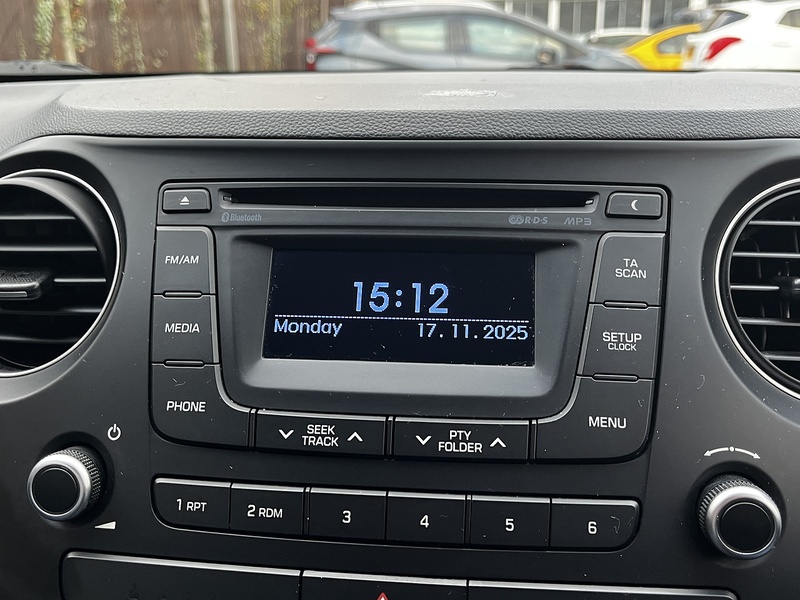 Bluetooth
R·D·S
MP3
FM/AM
TA
SCAN
15:12
Monday 17.11.2025
MEDIA
SETUP
CLOCK
PHONE
SEEK
TRACK
PTY
FOLDER
MENU
1 RPT
2 RDM
3
4
5
6